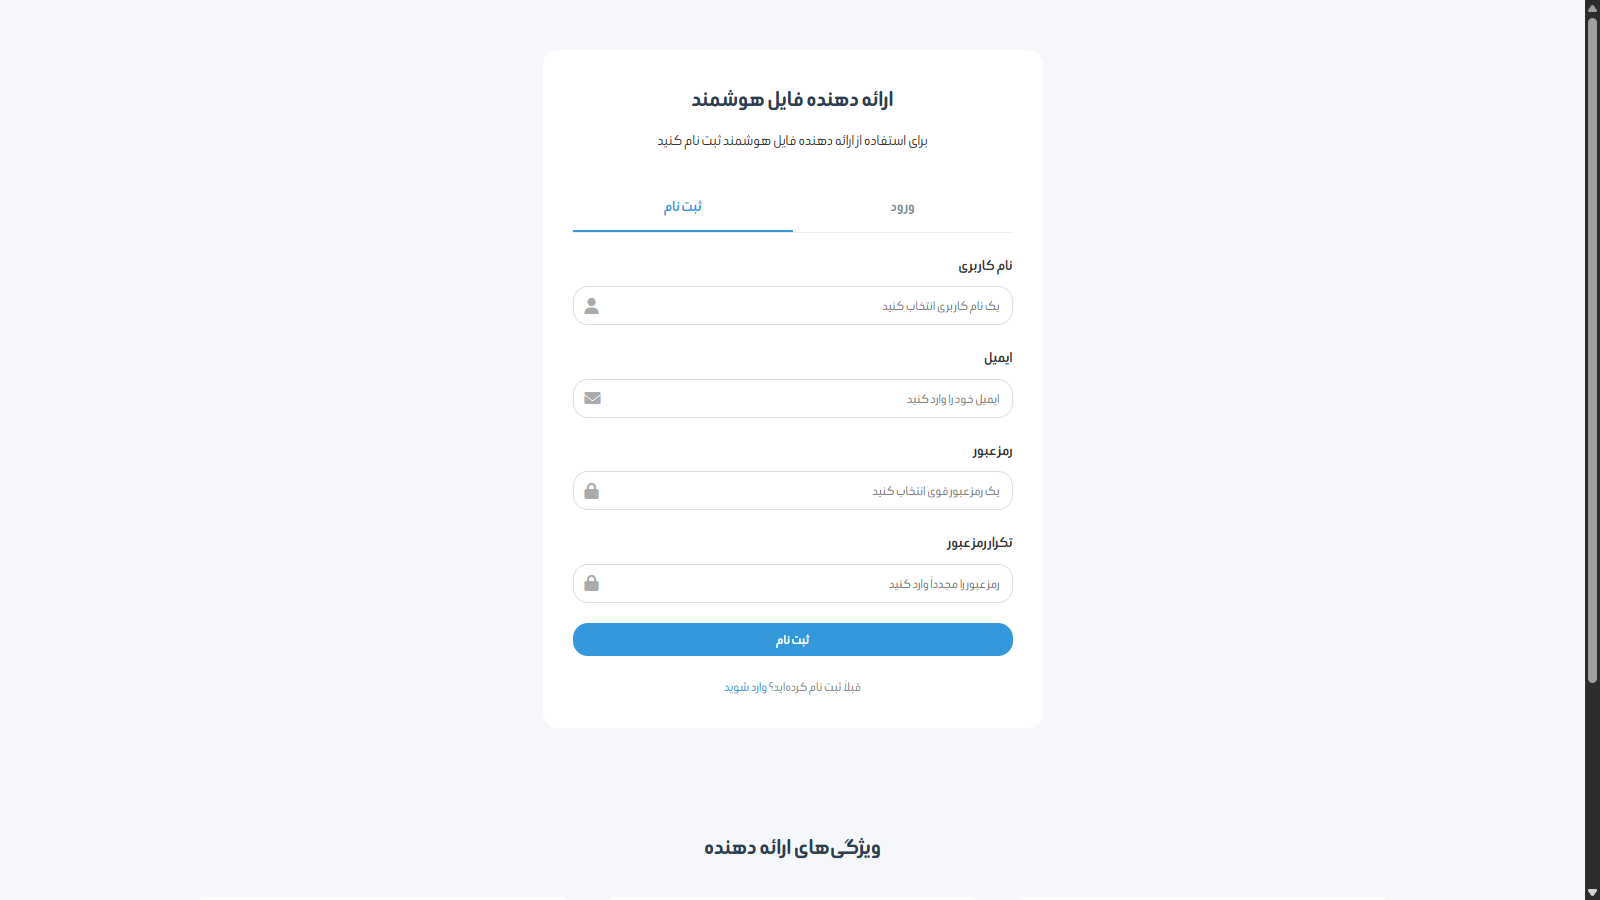 ارائه دهنده فایل هوشمند
برای استفاده از ارائه دهنده فایل هوشمند ثبت نام کنید
ورود
ثبت نام
نام کاربری
یک نام کاربری انتخاب کنید
ایمیل
ایمیل خود را وارد کنید
رمز عبور
یک رمز عبور قوی انتخاب کنید
تکرار رمز عبور
رمز عبور را مجدداً وارد کنید
ثبت نام
قبلاً ثبت نام کرده‌اید؟ وارد شوید
ویژگی‌های ارائه دهنده